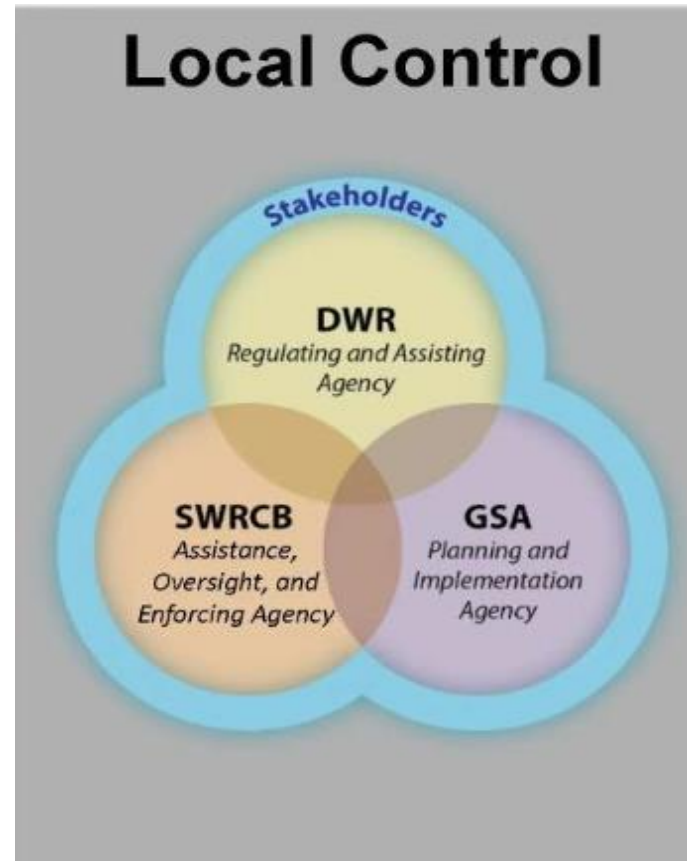 Local Control
Stakeholders
DWR
Regulating and Assisting
Agency
SWRCB
Assistance,
Oversight, and
Enforcing Agency
GSA
Planning and
Implementation
Agency